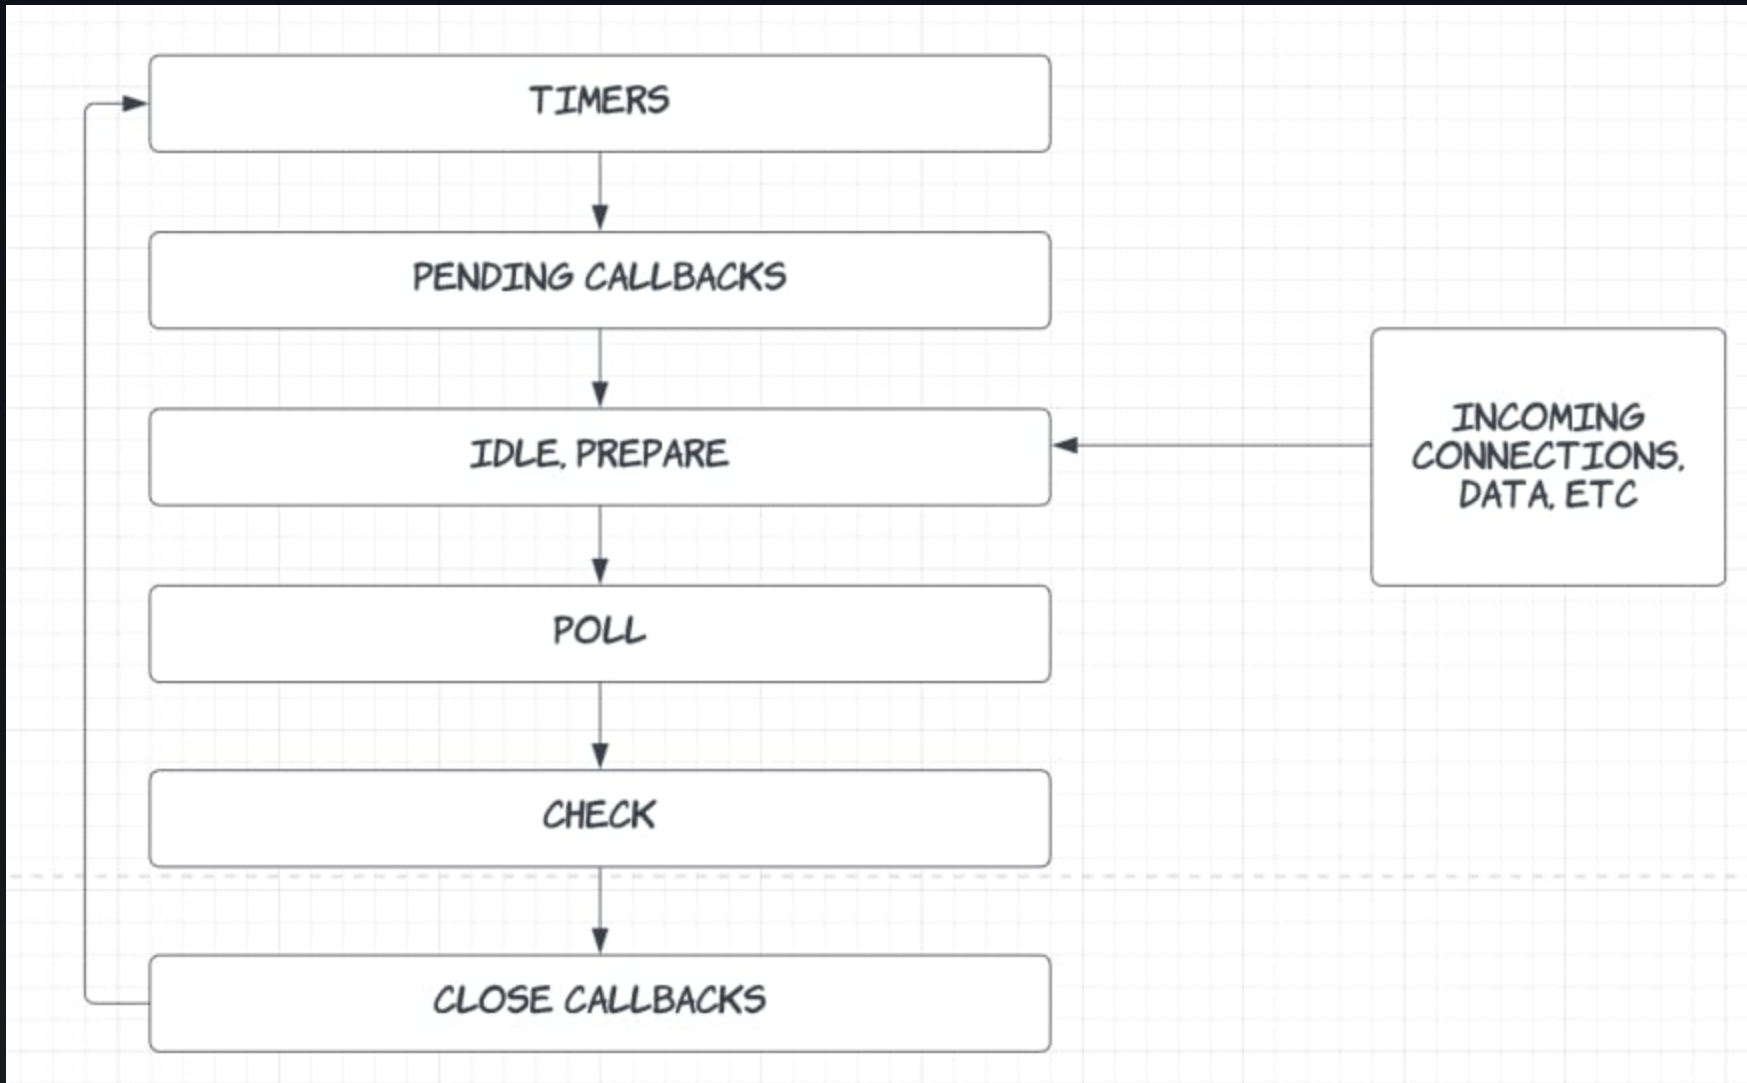 TIMERS
PENDING CALLBACKS
IDLE, PREPARE
INCOMING
CONNECTIONS,
DATA, ETC
POLL
CHECK
CLOSE CALLBACKS